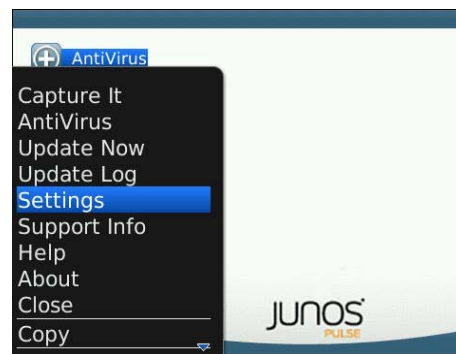 AntiVirus
Capture It
AntiVirus
Update Now
Update Log
Settings
Support Info
Help
About
Close
Copy
JUNOS
PULSE